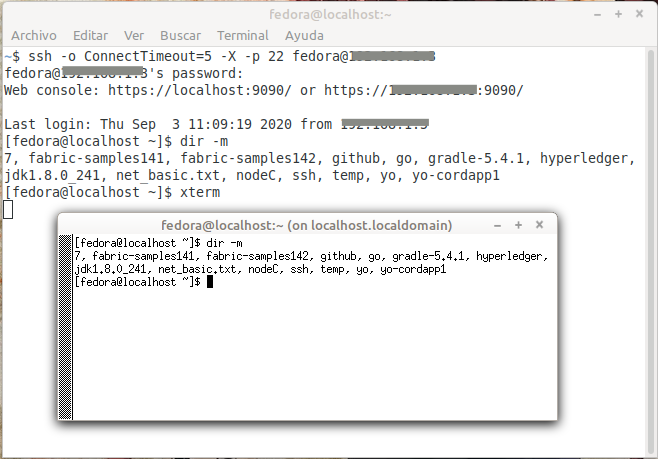 fedora@localhost:~
Archivo Editar Ver Buscar Terminal Ayuda
~$ ssh -o ConnectTimeout=5 -X -p 22 fedora@
fedora@ 's password:
Web console: https://localhost:9090/ or https:// :9090/
Last login: Thu Sep  3 11:09:19 2020 from
[fedora@localhost ~]$ dir -m
7, fabric-samples141, fabric-samples142, github, go, gradle-5.4.1, hyperledger,
jdk1.8.0_241, net_basic.txt, nodeC, ssh, temp, yo, yo-cordapp1
[fedora@localhost ~]$ xterm
fedora@localhost:~ (on localhost.localdomain)
[fedora@localhost ~]$ dir -m
7, fabric-samples141, fabric-samples142, github, go, gradle-5.4.1, hyperledger,
jdk1.8.0_241, net_basic.txt, nodeC, ssh, temp, yo, yo-cordapp1
[fedora@localhost ~]$